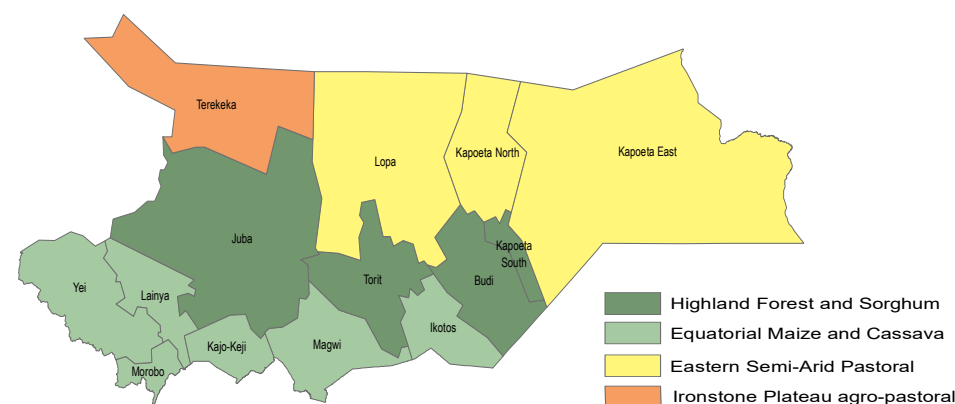 Terekeka
Lopa
Kapoeta North
Kapoeta East
Juba
Kapoeta
South
Torit
Budi
Yei
Lainya
Ikotos
Kajo-Keji
Magwi
Morobo
Highland Forest and Sorghum
Equatorial Maize and Cassava
Eastern Semi-Arid Pastoral
Ironstone Plateau agro-pastoral